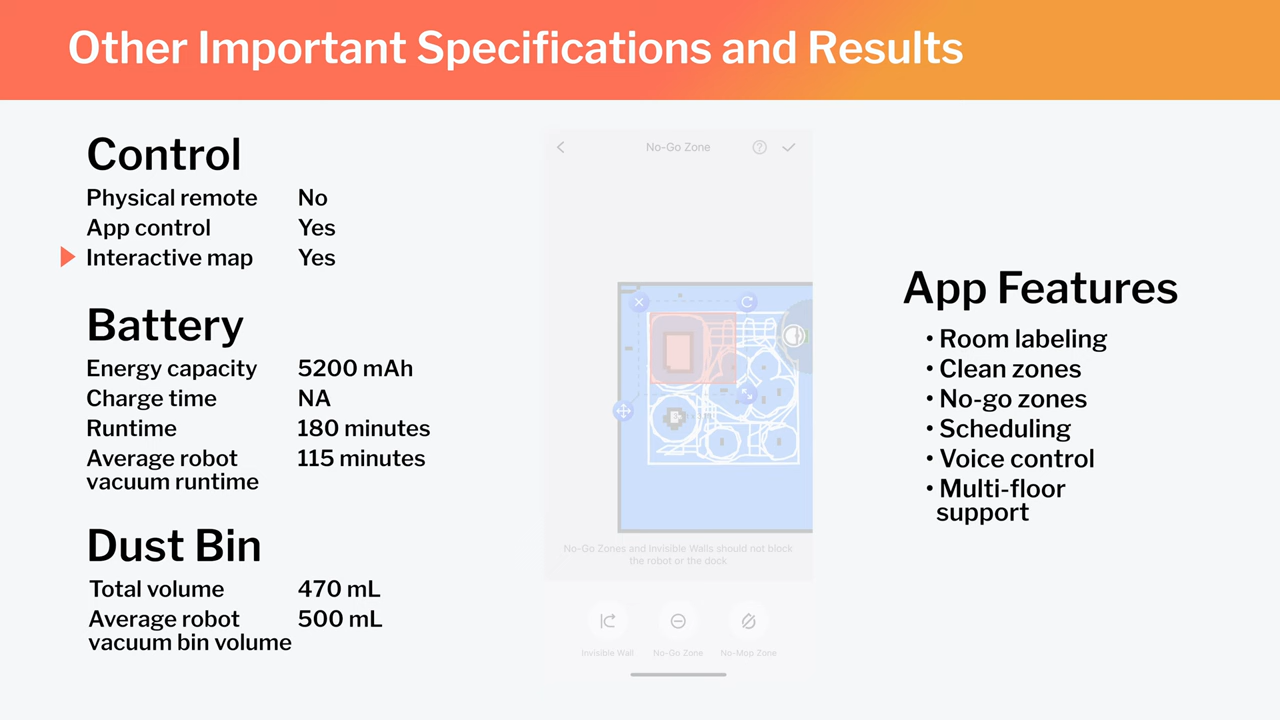 Other Important Specifications and Results
Control
Physical remote No
App control Yes
Interactive map Yes
Battery
Energy capacity 5200 mAh
Charge time NA
Runtime 180 minutes
Average robot 115 minutes
vacuum runtime
Dust Bin
Total volume 470 mL
Average robot 500 mL
vacuum bin volume
No-Go Zone
No-Go Zones and Invisible Walls should not block
the robot or the dock
Invisible Wall No-Go Zone No-Mop Zone
App Features
• Room labeling
• Clean zones
• No-go zones
• Scheduling
• Voice control
• Multi-floor
support